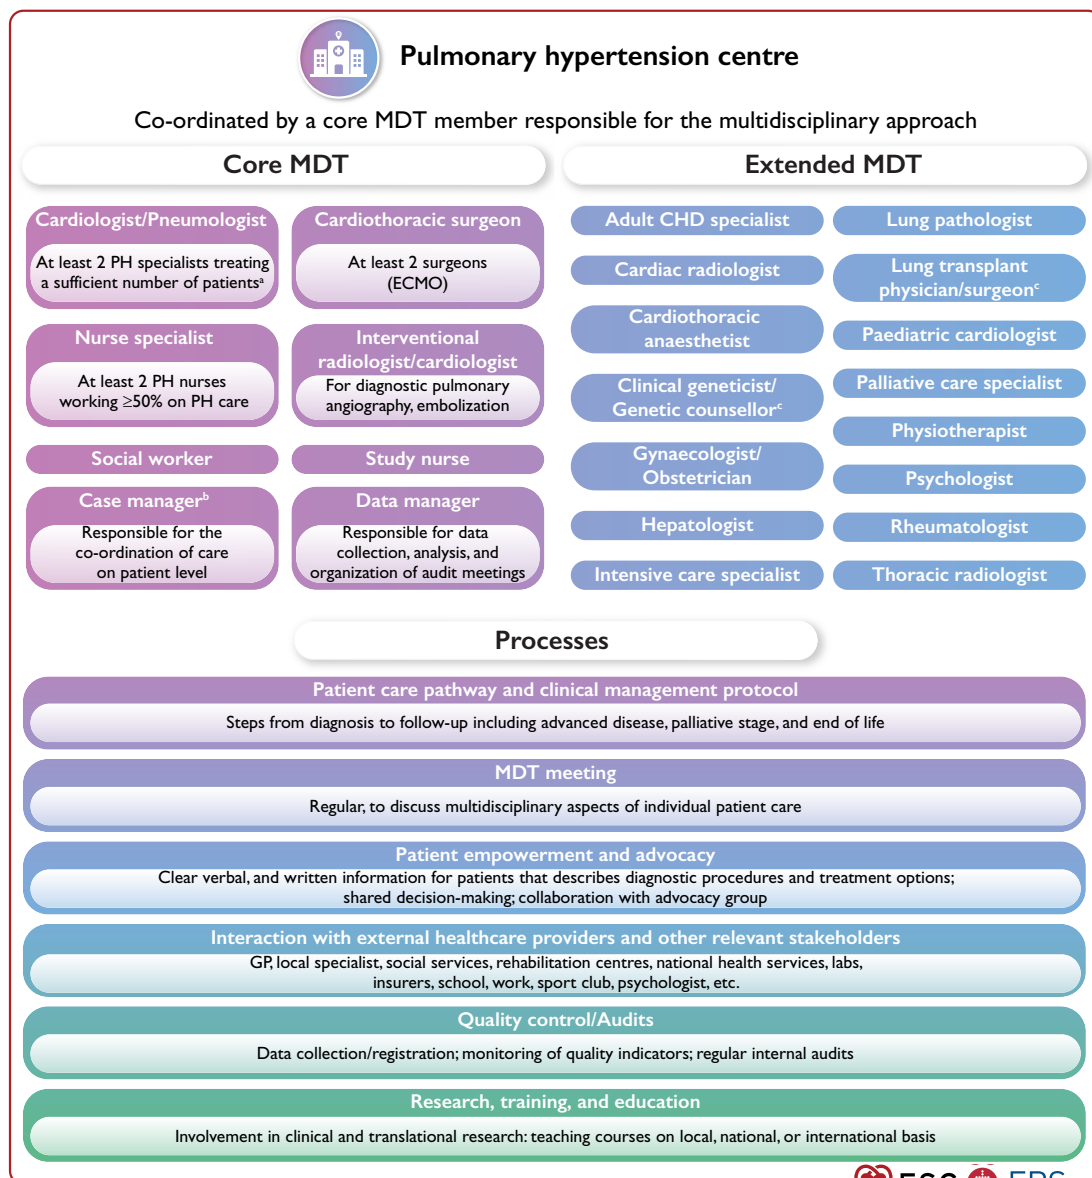 Pulmonary hypertension centre
Co-ordinated by a core MDT member responsible for the multidisciplinary approach
Core MDT
Cardiologist/Pneumologist
At least 2 PH specialists treating
a sufficient number of patientsᵃ
Cardiothoracic surgeon
At least 2 surgeons
(ECMO)
Nurse specialist
At least 2 PH nurses
working ≥50% on PH care
Interventional
radiologist/cardiologist
For diagnostic pulmonary
angiography, embolization
Social worker
Study nurse
Case managerᵇ
Responsible for the
co-ordination of care
on patient level
Data manager
Responsible for data
collection, analysis, and
organization of audit meetings
Extended MDT
Adult CHD specialist
Cardiac radiologist
Cardiothoracic
anaesthetist
Clinical geneticist/
Genetic counsellorᶜ
Gynaecologist/
Obstetrician
Hepatologist
Intensive care specialist
Lung pathologist
Lung transplant
physician/surgeonᶜ
Paediatric cardiologist
Palliative care specialist
Physiotherapist
Psychologist
Rheumatologist
Thoracic radiologist
Processes
Patient care pathway and clinical management protocol
Steps from diagnosis to follow-up including advanced disease, palliative stage, and end of life
MDT meeting
Regular, to discuss multidisciplinary aspects of individual patient care
Patient empowerment and advocacy
Clear verbal, and written information for patients that describes diagnostic procedures and treatment options;
shared decision-making; collaboration with advocacy group
Interaction with external healthcare providers and other relevant stakeholders
GP, local specialist, social services, rehabilitation centres, national health services, labs,
insurers, school, work, sport club, psychologist, etc.
Quality control/Audits
Data collection/registration; monitoring of quality indicators; regular internal audits
Research, training, and education
Involvement in clinical and translational research: teaching courses on local, national, or international basis
ESC ERS